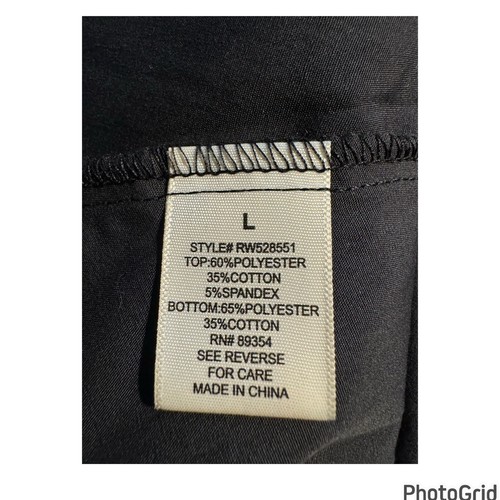 L
STYLE# RW528551
TOP:60%POLYESTER
35%COTTON
5%SPANDEX
BOTTOM:65%POLYESTER
35%COTTON
RN# 89354
SEE REVERSE
FOR CARE
MADE IN CHINA
PhotoGrid